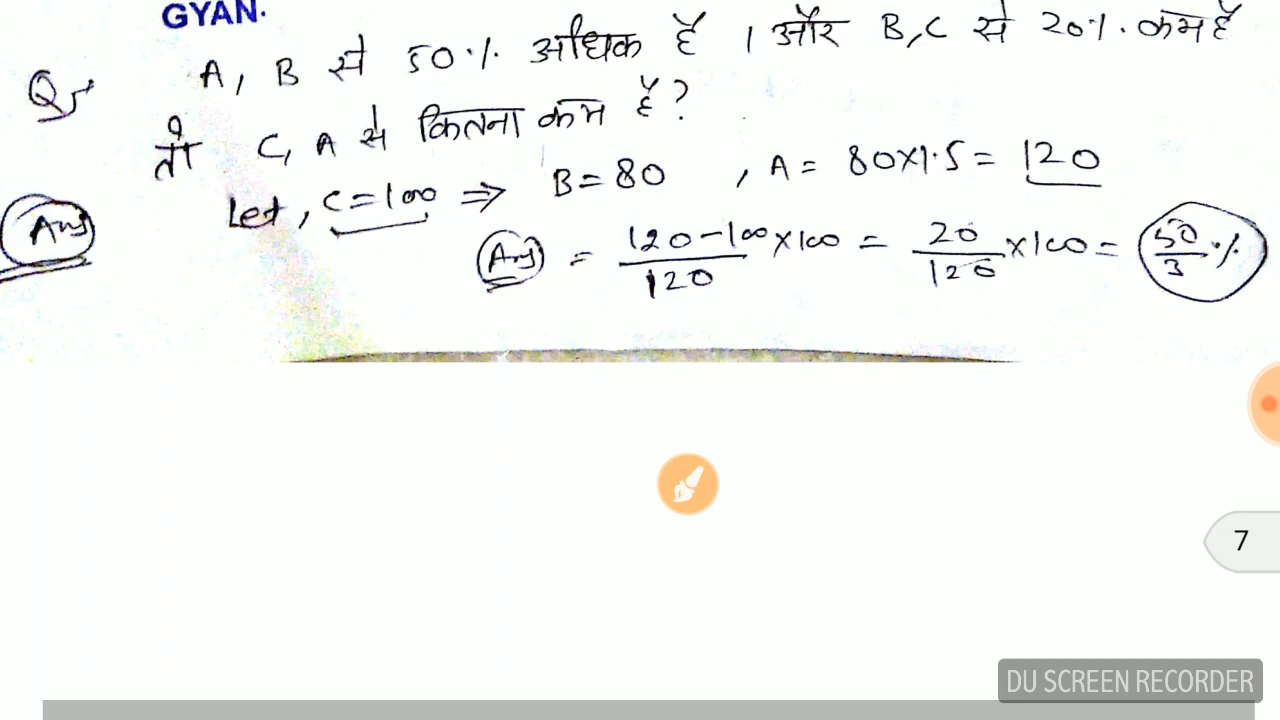 GYAN.
Q. A, B से 50% अधिक है । और B, C से 20% कम है
तो C, A से कितना कम है?
Ans Let, C=100 ⇒ B=80 , A= 80×1.5= 120
Ans = 120-100/120 ×100 = 20/120 ×100= 50/3 %
7
DU SCREEN RECORDER